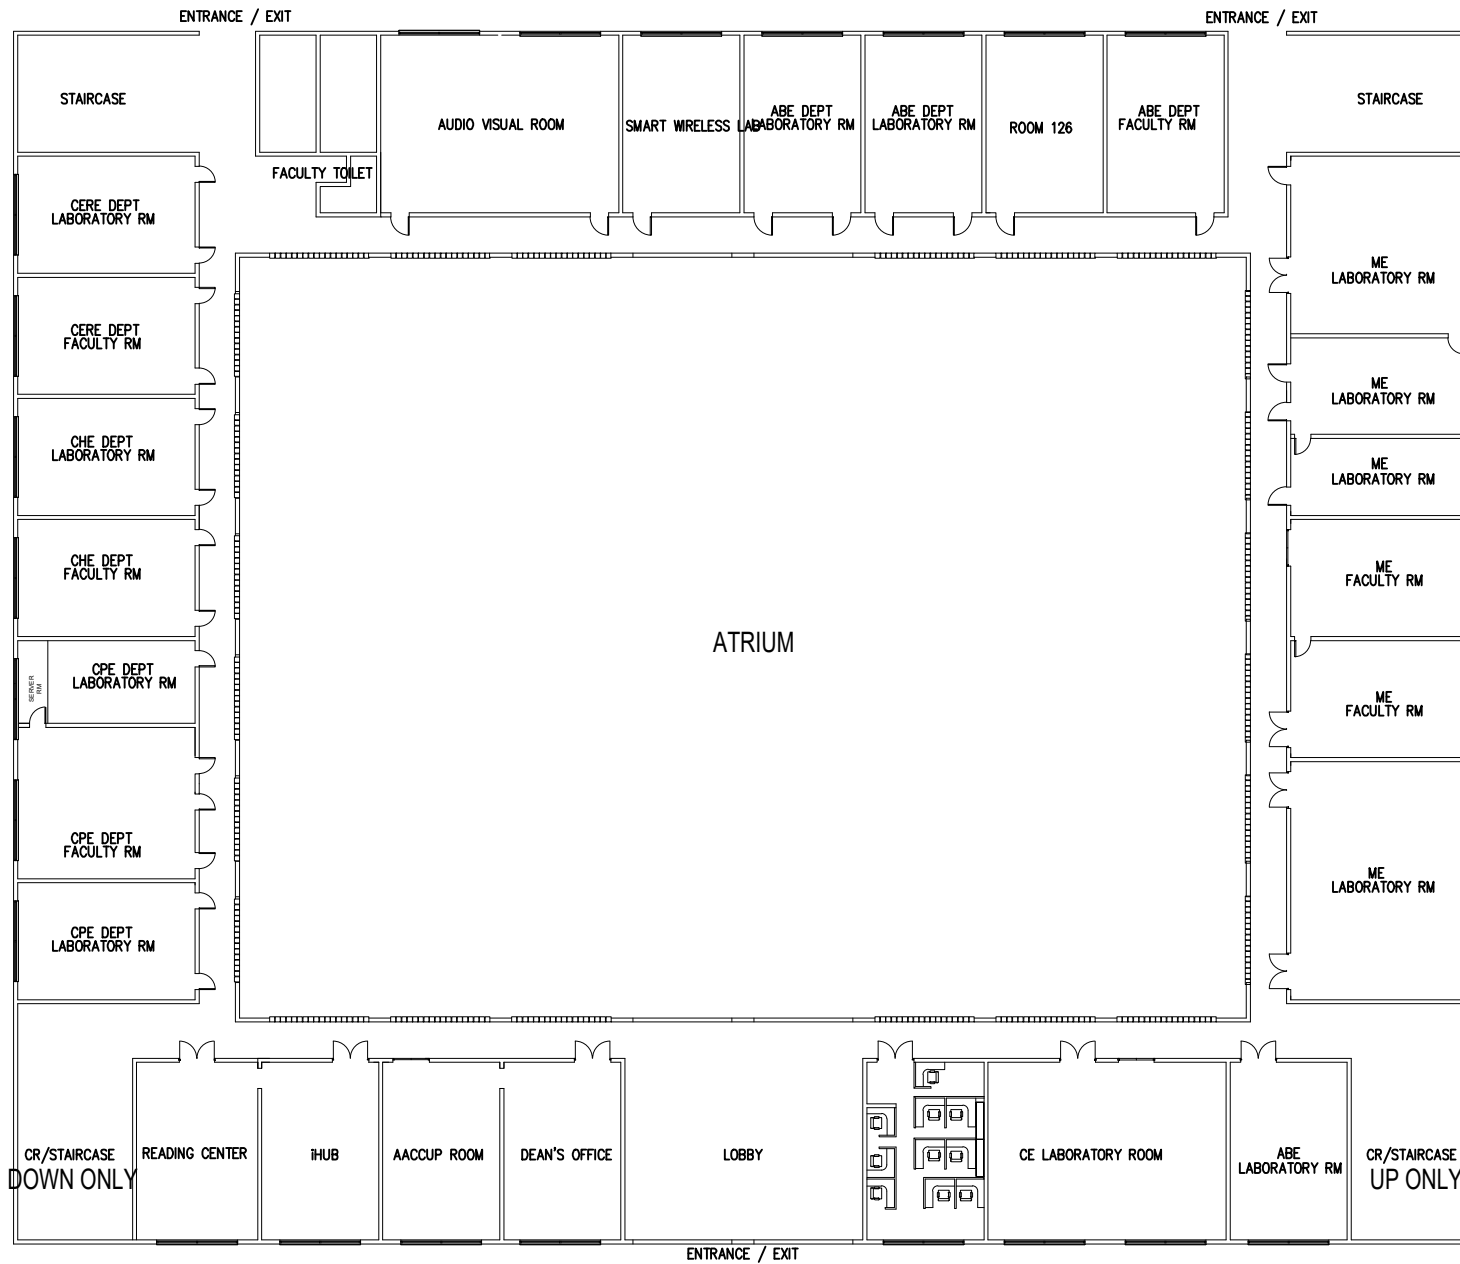 ENTRANCE / EXIT
ENTRANCE / EXIT
STAIRCASE
AUDIO VISUAL ROOM
SMART WIRELESS LAB
ABE DEPT
LABORATORY RM
ABE DEPT
LABORATORY RM
ROOM 126
ABE DEPT
FACULTY RM
STAIRCASE
FACULTY TOILET
CERE DEPT
LABORATORY RM
ME
LABORATORY RM
CERE DEPT
FACULTY RM
ME
LABORATORY RM
CHE DEPT
LABORATORY RM
ME
LABORATORY RM
CHE DEPT
FACULTY RM
ME
FACULTY RM
ATRIUM
SERVER
RM
CPE DEPT
LABORATORY RM
ME
FACULTY RM
CPE DEPT
FACULTY RM
ME
LABORATORY RM
CPE DEPT
LABORATORY RM
CR/STAIRCASE
DOWN ONLY
READING CENTER
iHUB
AACCUP ROOM
DEAN'S OFFICE
LOBBY
CE LABORATORY ROOM
ABE
LABORATORY RM
CR/STAIRCASE
UP ONLY
ENTRANCE / EXIT